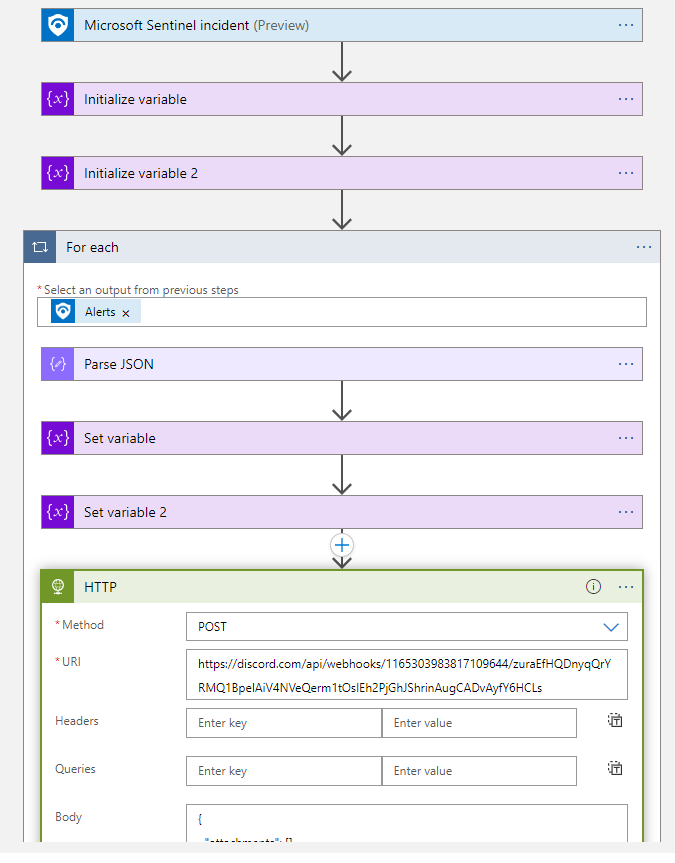 Microsoft Sentinel incident (Preview)
{x} Initialize variable
{x} Initialize variable 2
For each
* Select an output from previous steps
Alerts ×
Parse JSON
{x} Set variable
{x} Set variable 2
HTTP
* Method
POST
* URI
https://discord.com/api/webhooks/1165303983817109644/zuraEfHQDnyqQrY
RMQ1BpeIAiV4NVeQerm1tOsIEh2PjGhJShrinAugCADvAyfY6HCLs
Headers
Enter key Enter value
Queries
Enter key Enter value
Body
{
"attachments": [],